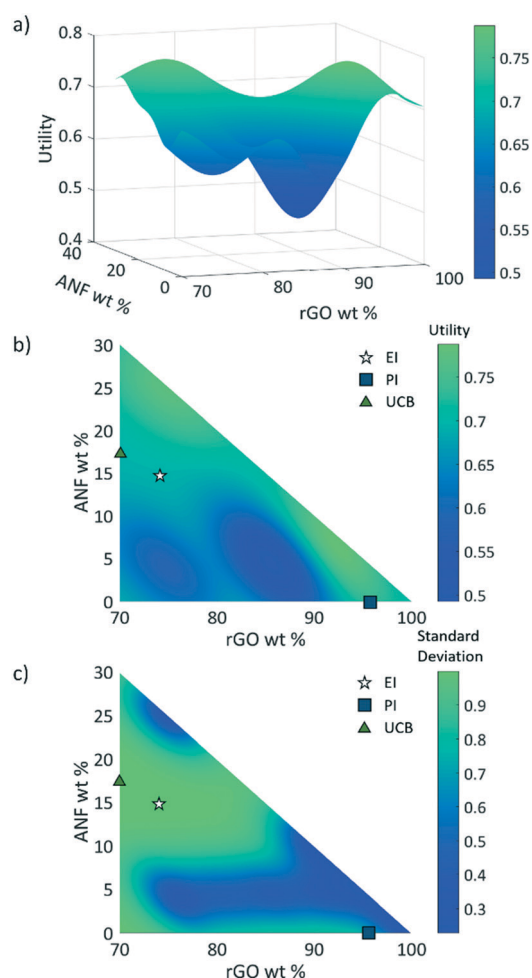 a)
0.8
0.7
0.6
0.5
0.4
Utility
40
20
0
ANF wt %
70
80
90
100
rGO wt %
0.75
0.7
0.65
0.6
0.55
0.5
b)
Utility
30
25
20
15
10
5
0
ANF wt %
70
80
90
100
rGO wt %
EI
PI
UCB
0.75
0.7
0.65
0.6
0.55
0.5
c)
Standard
Deviation
30
25
20
15
10
5
0
ANF wt %
70
80
90
100
rGO wt %
EI
PI
UCB
0.9
0.8
0.7
0.6
0.5
0.4
0.3